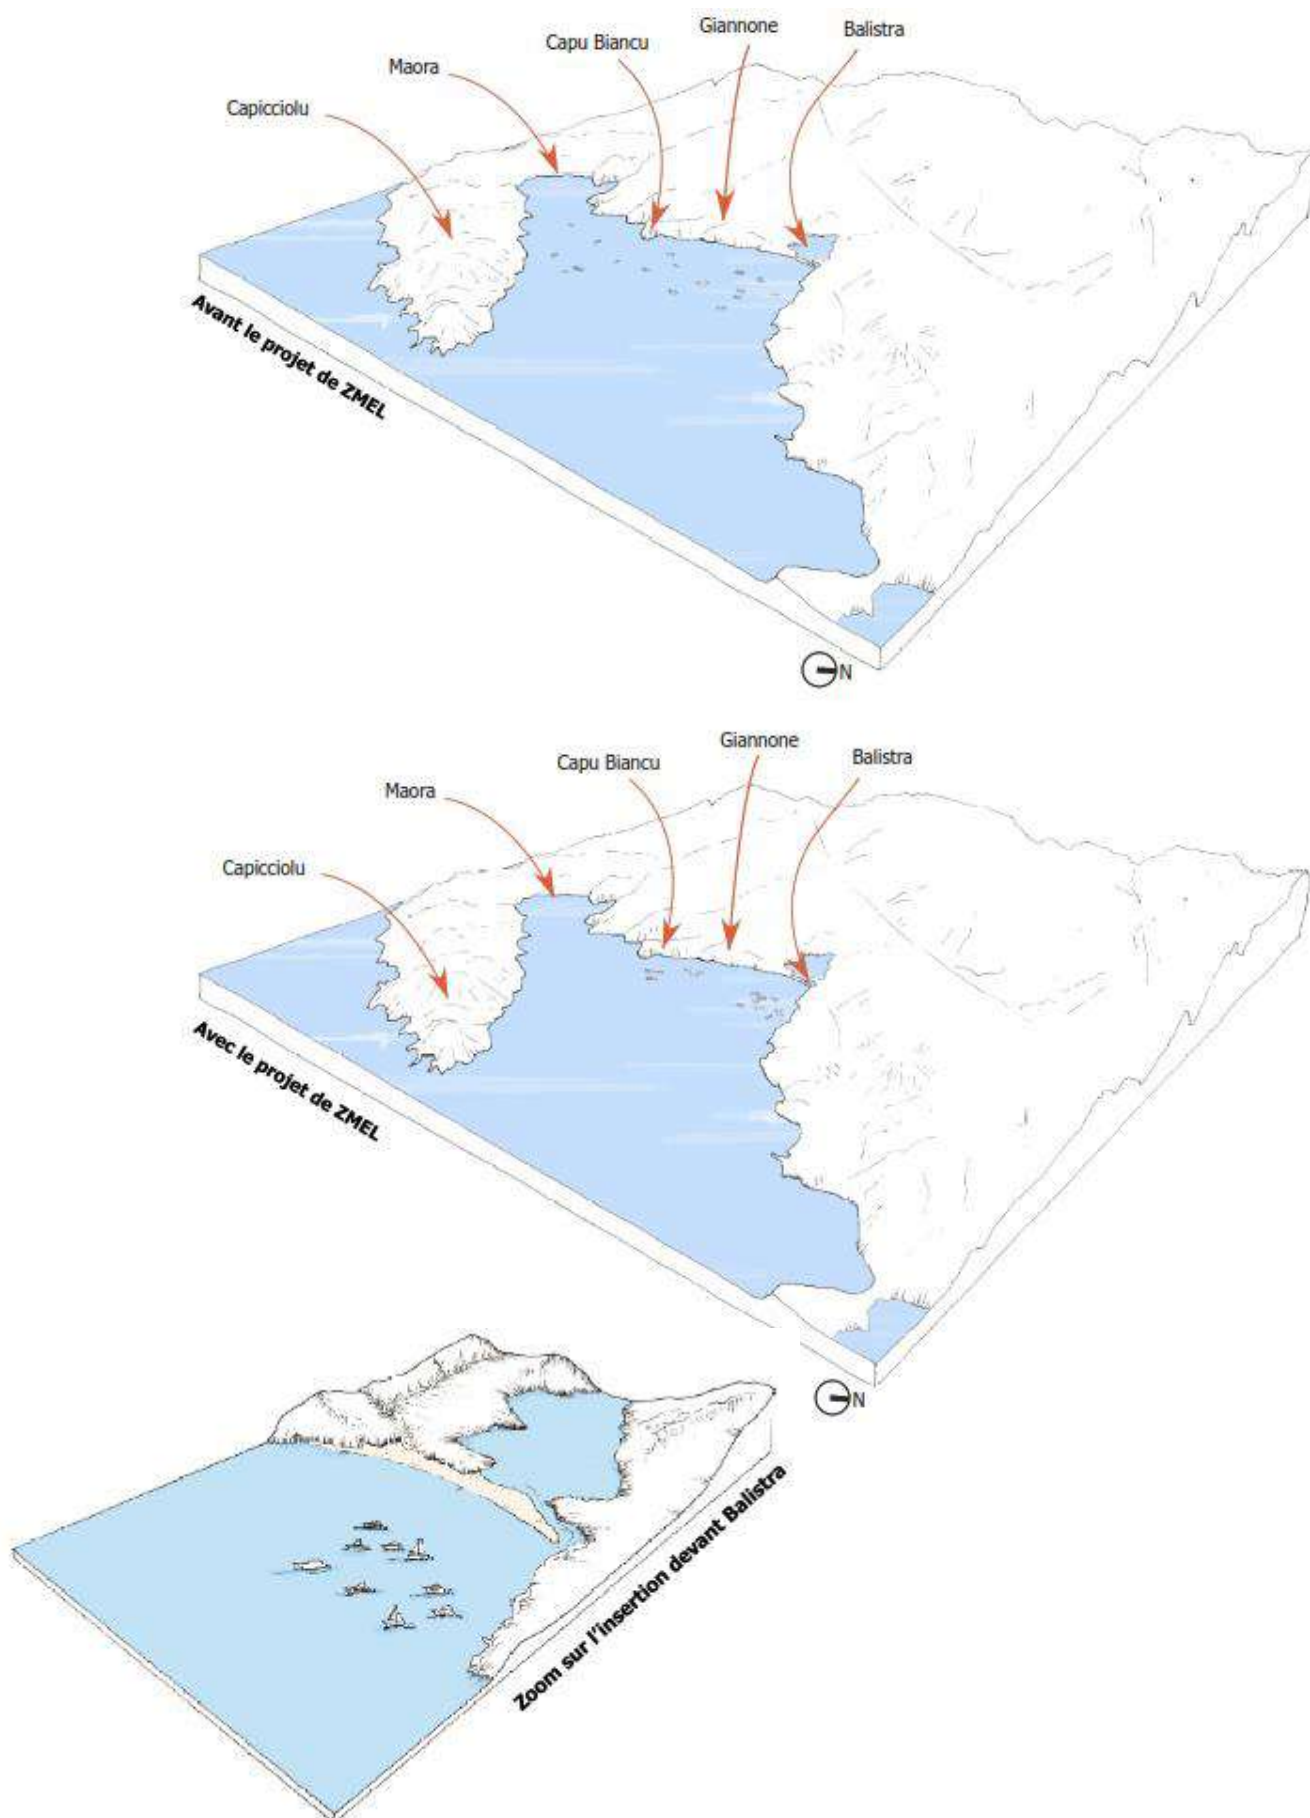 Giannone
Balistra
Capu Biancu
Maora
Capicciolu
Avant le projet de ZMEL
N
Giannone
Balistra
Capu Biancu
Maora
Capicciolu
Avec le projet de ZMEL
N
Zoom sur l'insertion devant Balistra